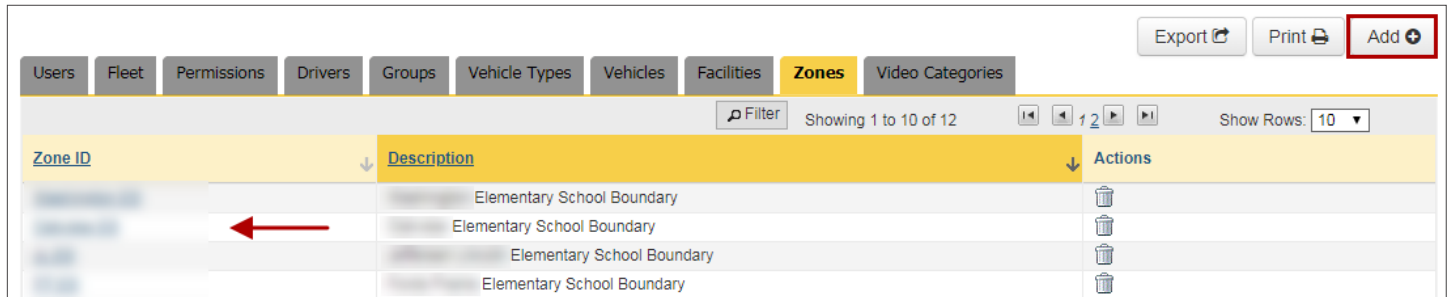 Export Print Add
Users Fleet Permissions Drivers Groups Vehicle Types Vehicles Facilities Zones Video Categories
Filter Showing 1 to 10 of 12 1 2 Show Rows: 10
Zone ID Description Actions
Elementary School Boundary
Elementary School Boundary
Elementary School Boundary
Elementary School Boundary